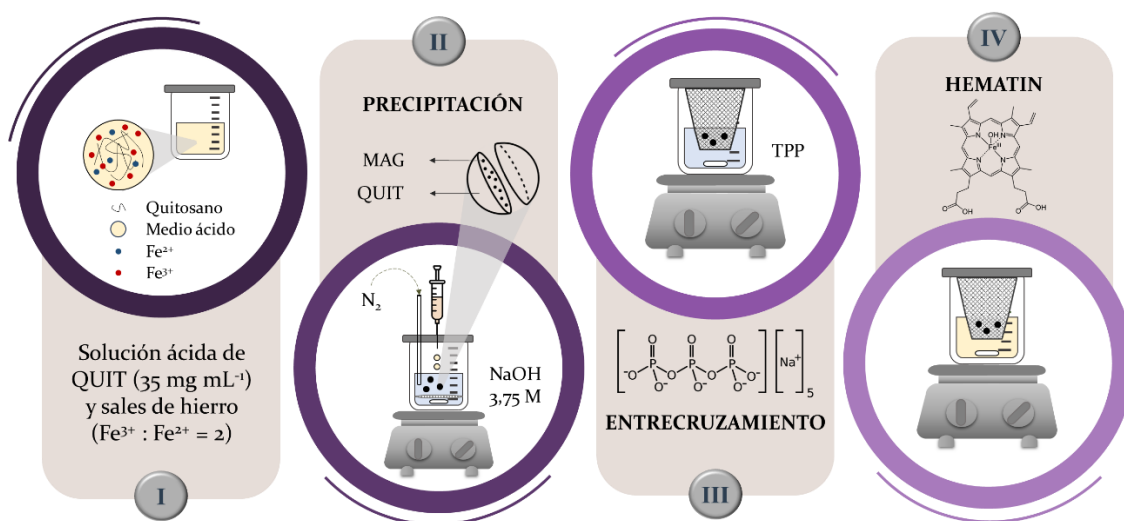 Quitosano
Medio ácido
Fe²⁺
Fe³⁺
Solución ácida de
QUIT (35 mg mL⁻¹)
y sales de hierro
(Fe³⁺ : Fe²⁺ = 2)
I
II
PRECIPITACIÓN
MAG
QUIT
N₂
NaOH
3,75 M
TPP
O O O
P P P
⁻O O O O⁻
O⁻ O⁻ O⁻
Na⁺
5
ENTRECRUZAMIENTO
III
IV
HEMATIN
OH
N N
Feᴵᴵᴵ
N N
O O
OH OH